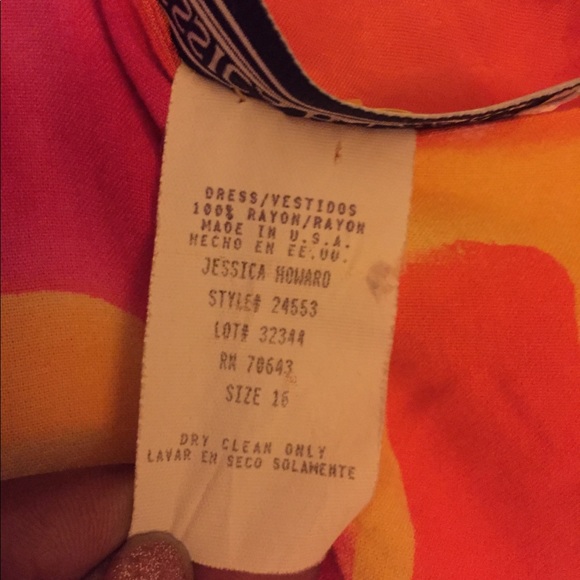 DRESS/VESTIDOS
100% RAYON/RAYON
MADE IN U.S.A.
HECHO EN EE.UU.
JESSICA HOWARD
STYLE# 24553
LOT# 32344
RN 70643
SIZE 16
DRY CLEAN ONLY
LAVAR EN SECO SOLAMENTE